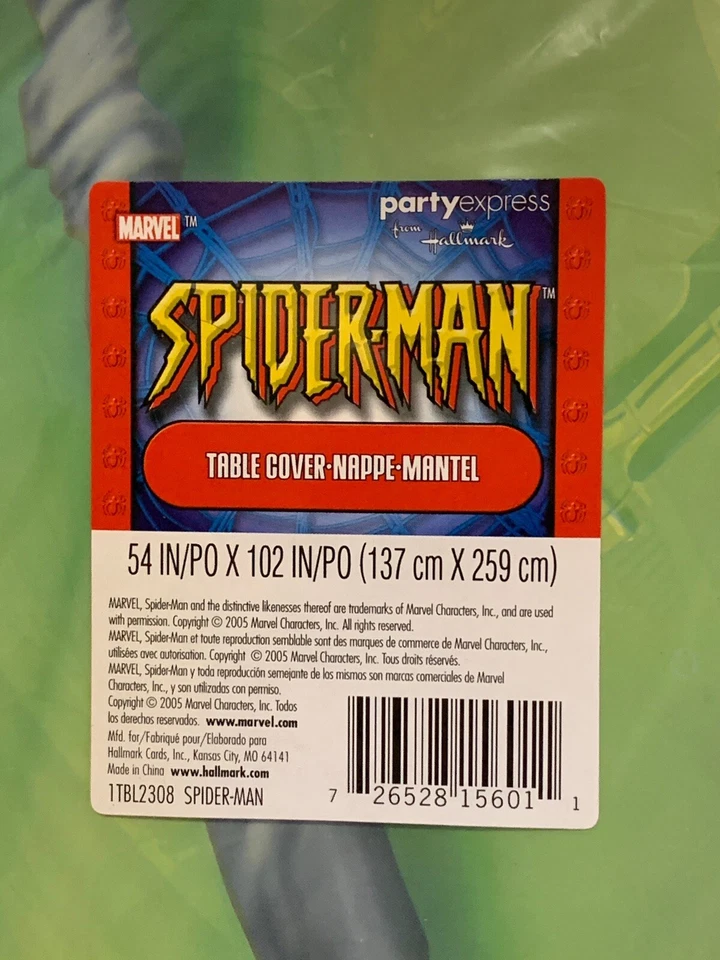 MARVEL ™
partyexpress
from Hallmark
SPIDER-MAN™
TABLE COVER•NAPPE•MANTEL
54 IN/PO X 102 IN/PO (137 cm X 259 cm)
MARVEL, Spider-Man and the distinctive likenesses thereof are trademarks of Marvel Characters, Inc., and are used
with permission. Copyright © 2005 Marvel Characters, Inc. All rights reserved.
MARVEL, Spider-Man et toute reproduction semblable sont des marques de commerce de Marvel Characters, Inc.,
utilisées avec autorisation. Copyright © 2005 Marvel Characters, Inc. Tous droits réservés.
MARVEL, Spider-Man y toda reproducción semejante de los mismos son marcas comerciales de Marvel
Characters, Inc., y son utilizadas con permiso.
Copyright © 2005 Marvel Characters, Inc. Todos
los derechos reservados. www.marvel.com
Mfd. for/Fabriqué pour/Elaborado para
Hallmark Cards, Inc., Kansas City, MO 64141
Made in China www.hallmark.com
1TBL2308 SPIDER-MAN
7 26528 15601 1